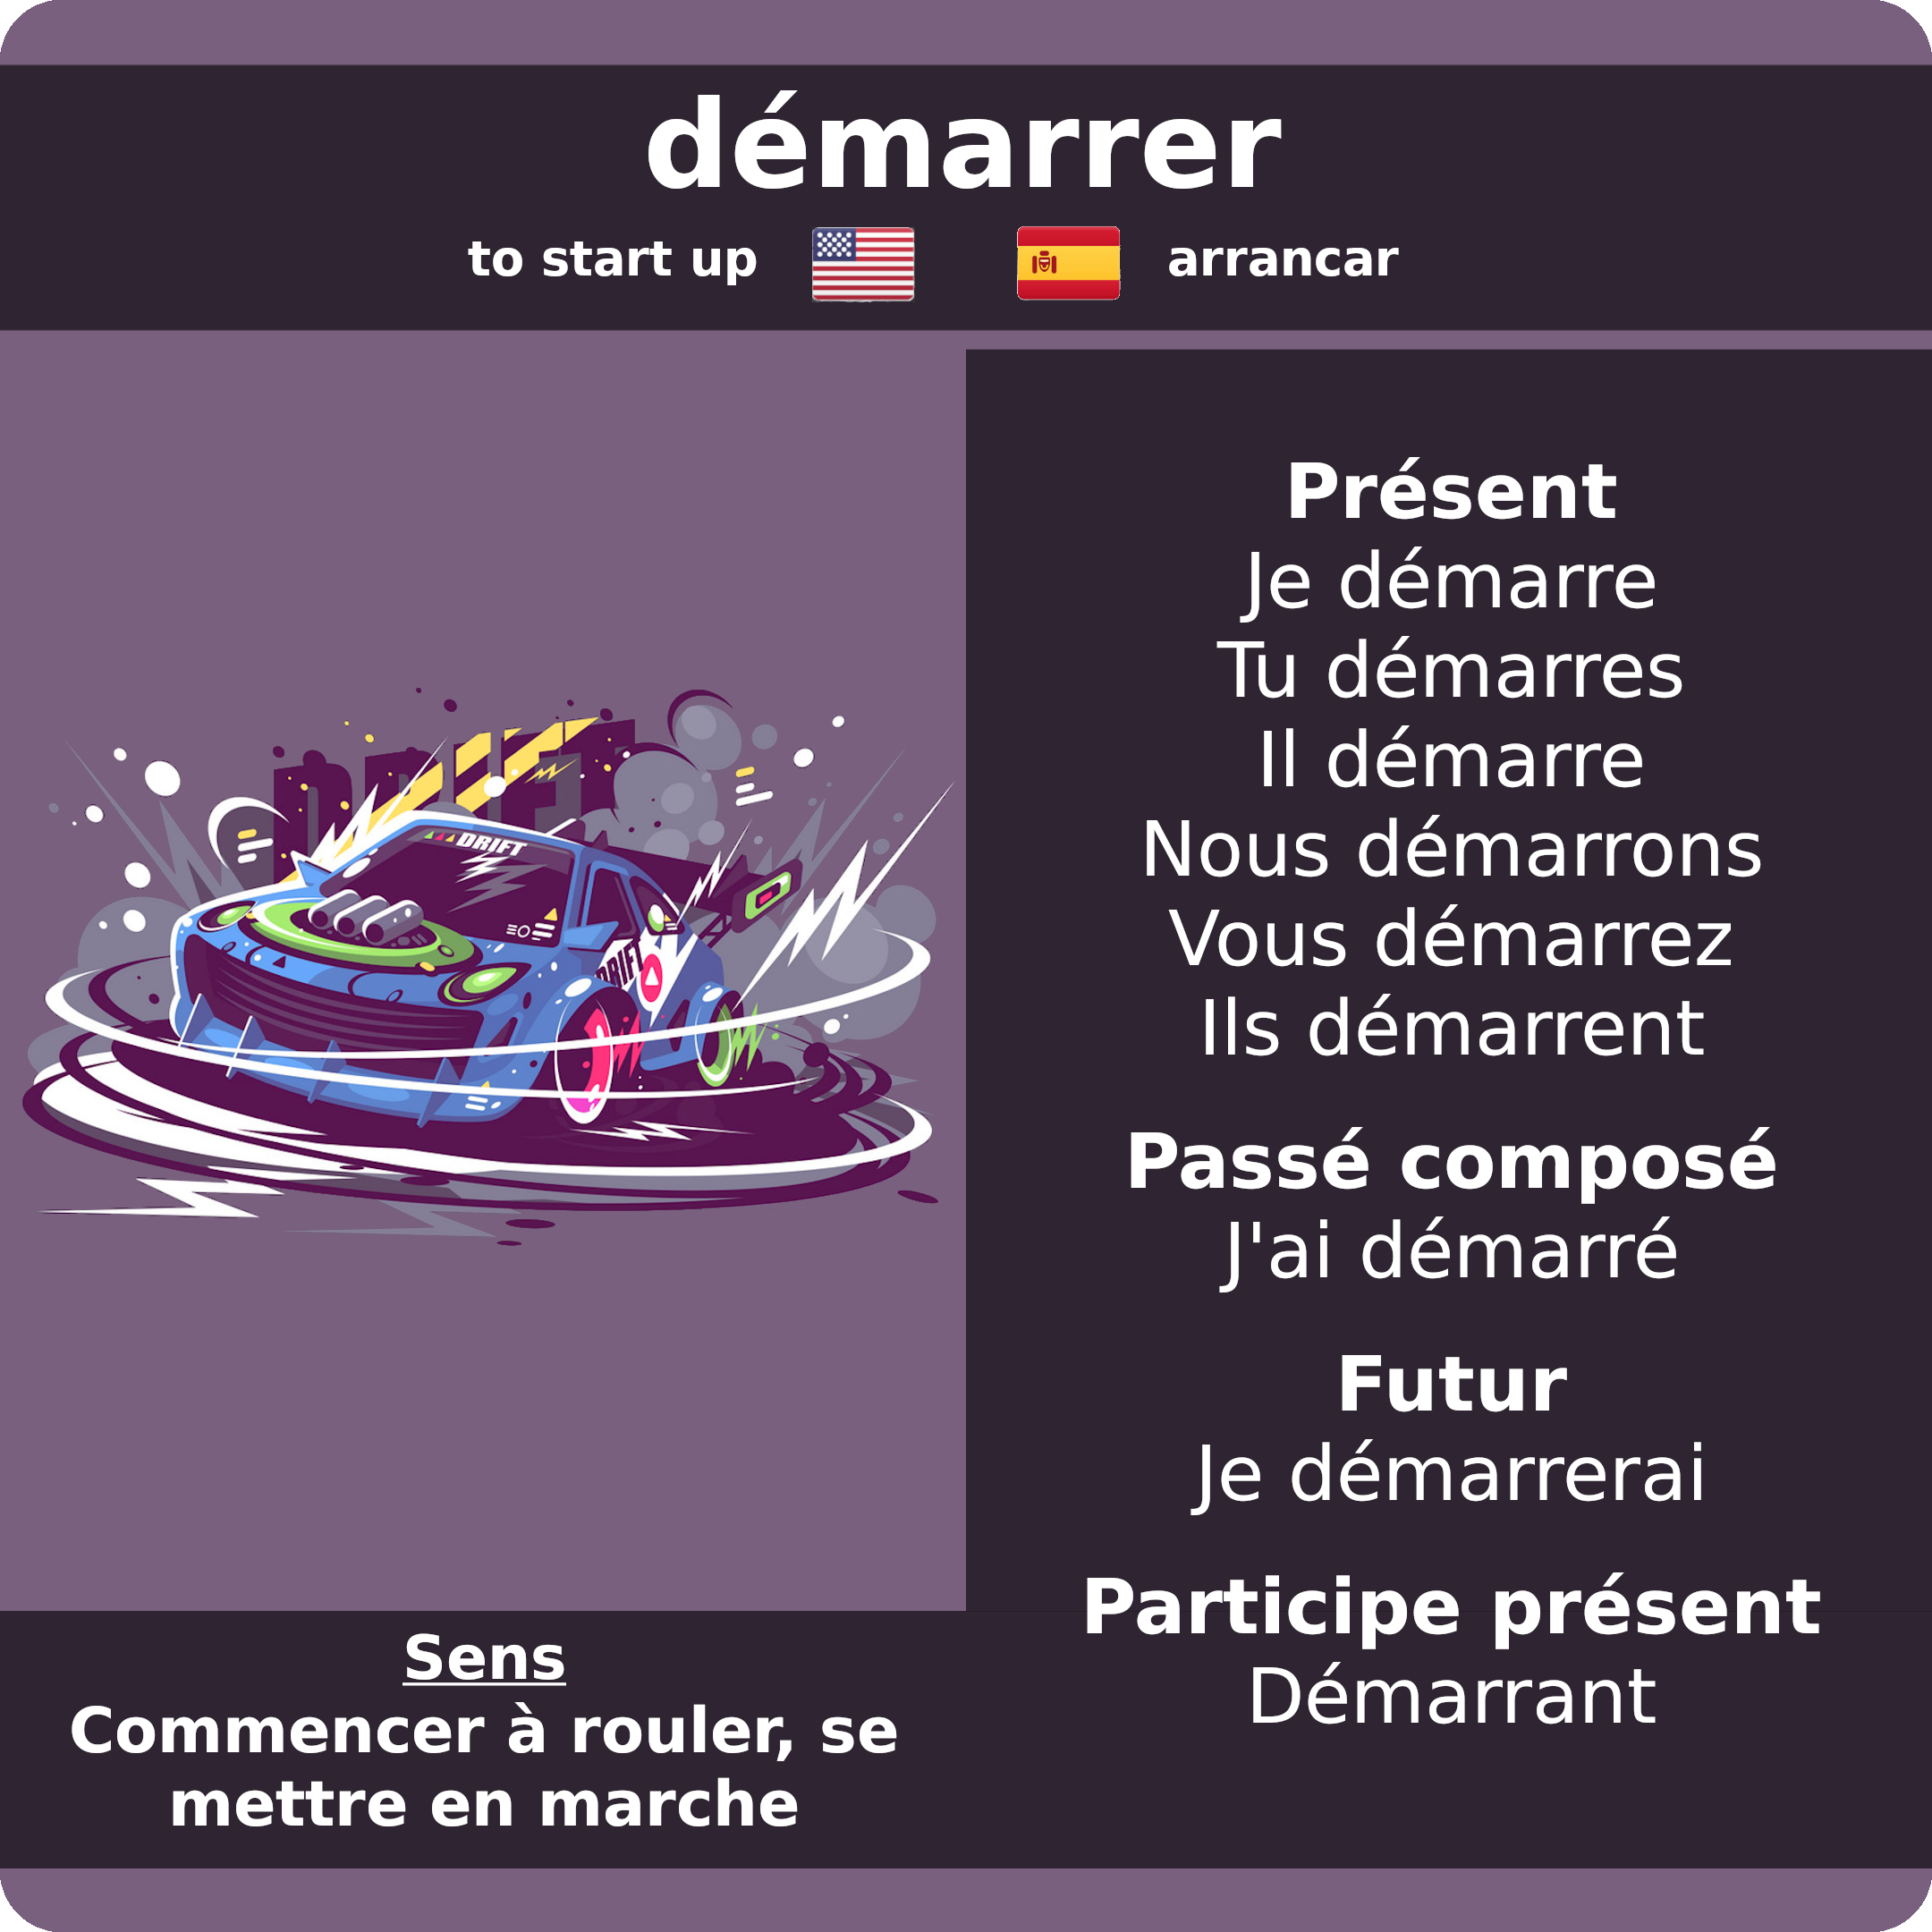 démarrer
to start up
arrancar
DRIFT
DRIFT
DRIFT
Sens
Commencer à rouler, se
mettre en marche
Présent
Je démarre
Tu démarres
Il démarre
Nous démarrons
Vous démarrez
Ils démarrent
Passé composé
J'ai démarré
Futur
Je démarrerai
Participe présent
Démarrant